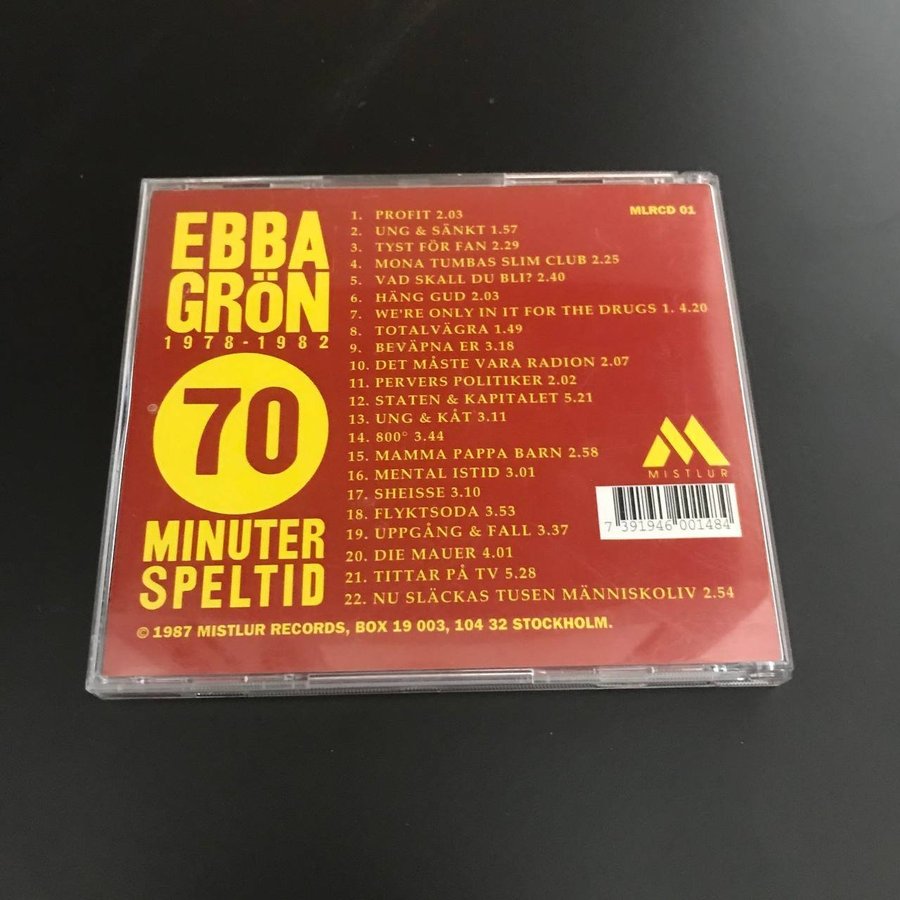 EBBA
GRÖN
1978-1982
70
MINUTER
SPELTID
1. PROFIT 2.03
2. UNG & SÄNKT 1.57
3. TYST FÖR FAN 2.29
4. MONA TUMBAS SLIM CLUB 2.25
5. VAD SKALL DU BLI? 2.40
6. HÄNG GUD 2.03
7. WE'RE ONLY IN IT FOR THE DRUGS 1. 4.20
8. TOTALVÄGRA 1.49
9. BEVÄPNA ER 3.18
10. DET MÅSTE VARA RADION 2.07
11. PERVERS POLITIKER 2.02
12. STATEN & KAPITALET 5.21
13. UNG & KÅT 3.11
14. 800° 3.44
15. MAMMA PAPPA BARN 2.58
16. MENTAL ISTID 3.01
17. SHEISSE 3.10
18. FLYKTSODA 3.53
19. UPPGÅNG & FALL 3.37
20. DIE MAUER 4.01
21. TITTAR PÅ TV 5.28
22. NU SLÄCKAS TUSEN MÄNNISKOLIV 2.54
MLRCD 01
MISTLUR
7 391946 001484
© 1987 MISTLUR RECORDS, BOX 19 003, 104 32 STOCKHOLM.